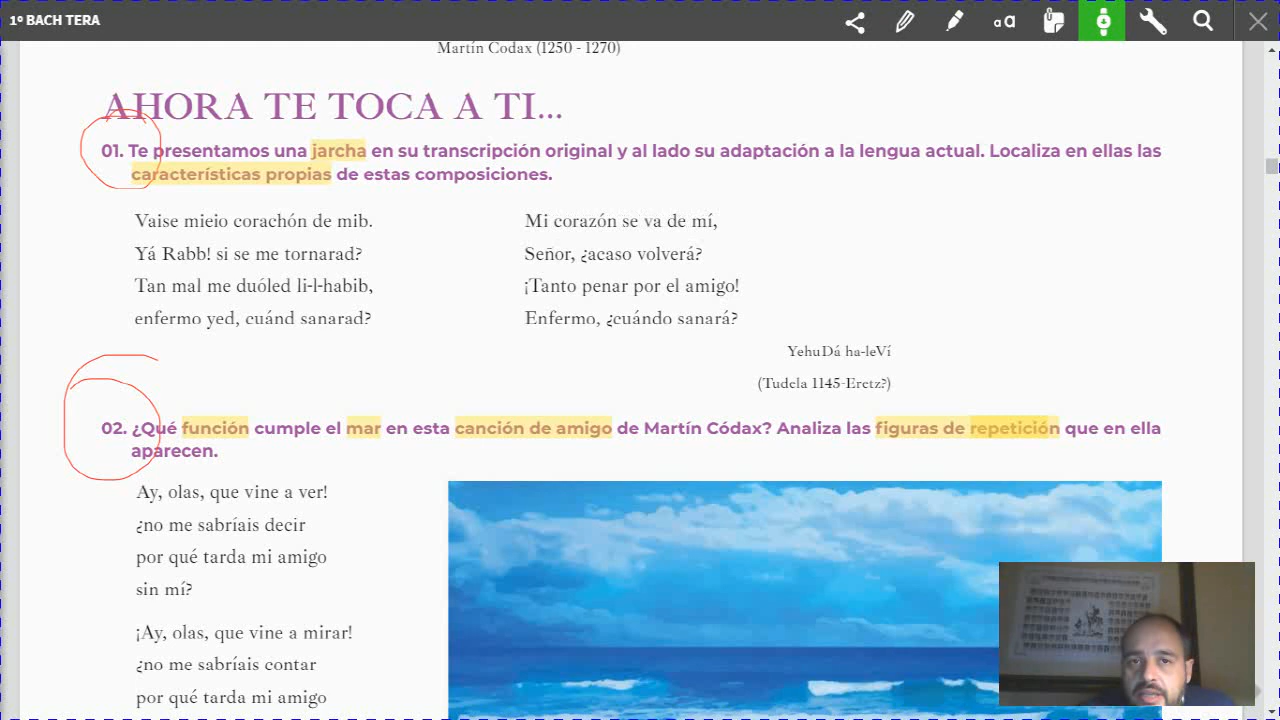 1º BACH TERA
aa
Martín Codax (1250 - 1270)
AHORA TE TOCA A TI...
01. Te presentamos una jarcha en su transcripción original y al lado su adaptación a la lengua actual. Localiza en ellas las
características propias de estas composiciones.
Vaise mieio corachón de mib.
Yá Rabb! si se me tornarad?
Tan mal me duóled li-l-habib,
enfermo yed, cuánd sanarad?
Mi corazón se va de mí,
Señor, ¿acaso volverá?
¡Tanto penar por el amigo!
Enfermo, ¿cuándo sanará?
YehuDá ha-leVí
(Tudela 1145-Eretz?)
02. ¿Qué función cumple el mar en esta canción de amigo de Martín Códax? Analiza las figuras de repetición que en ella
aparecen.
Ay, olas, que vine a ver!
¿no me sabríais decir
por qué tarda mi amigo
sin mí?
¡Ay, olas, que vine a mirar!
¿no me sabríais contar
por qué tarda mi amigo